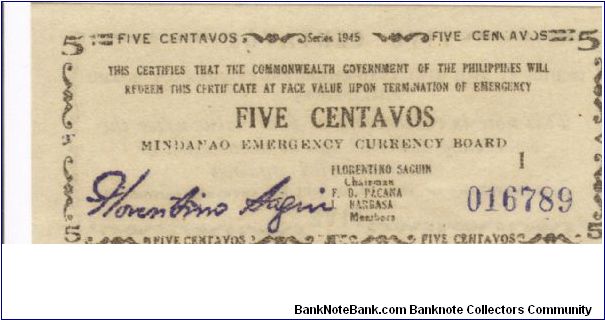 5 FIVE CENTAVOS Series 1945 FIVE CENTAVOS 5
THIS CERTIFIES THAT THE COMMONWEALTH GOVERNMENT OF THE PHILIPPINES WILL
REDEEM THIS CERTIFICATE AT FACE VALUE UPON TERMINATION OF EMERGENCY
FIVE CENTAVOS
MINDANAO EMERGENCY CURRENCY BOARD
FLORENTINO SAGUIN I
Chairman
F. D. PACANA
J. BARBASA
Members
Florentino Saguin
016789
5 FIVE CENTAVOS FIVE CENTAVOS 5
BankNoteBank.com Banknote Collectors Community